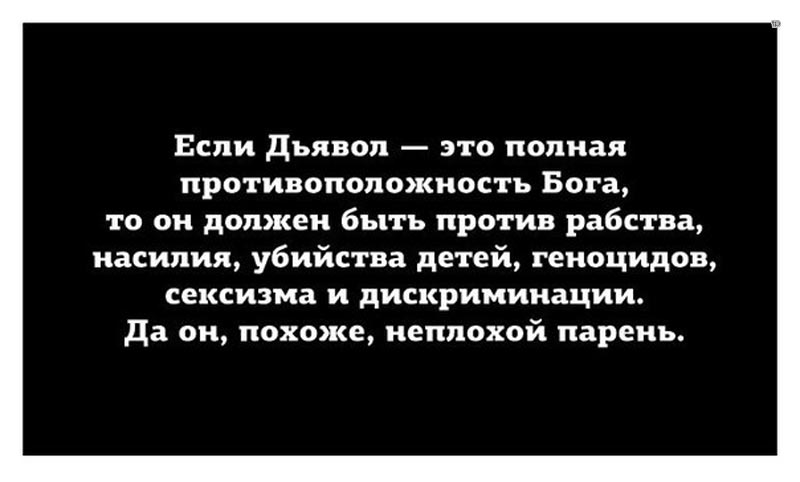 Если Дьявол — это полная
противоположность Бога,
то он должен быть против рабства,
насилия, убийства детей, геноцидов,
сексизма и дискриминации.
Да он, похоже, неплохой парень.